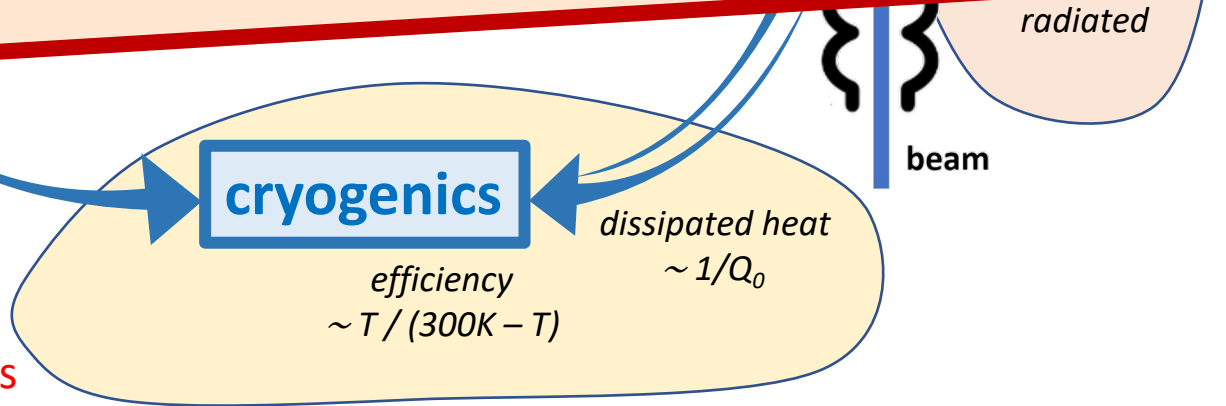 radiated
beam
cryogenics
dissipated heat
~ 1/Q₀
efficiency
~ T / (300K – T)
s